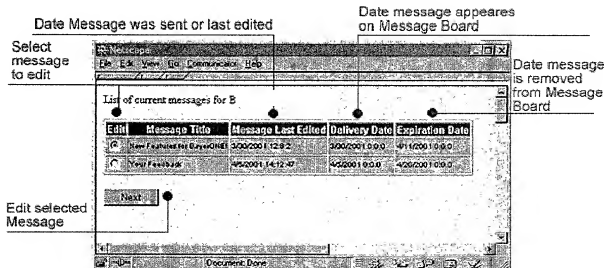 Date message appeares
on Message Board
Date Message was sent or last edited
Select
message
to edit
Netscape
File Edit View Go Communicator Help
Date message
is removed
from Message
Board
List of current messages for B
Edit Message Title Message Last Edited Delivery Date Expiration Date
New Features for BayerONE! 3/30/2001 12:8:2 3/30/2001 0:0:0 4/11/2001 0:0:0
Your Feedback 4/5/2001 14:12:47 4/5/2001 0:0:0 4/20/2001 0:0:0
Next
Edit selected
Message
Document: Done